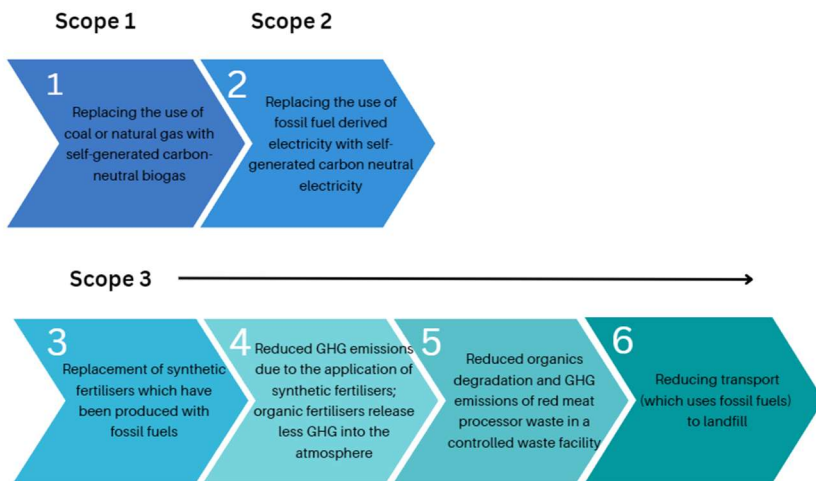 Scope 1
Scope 2
1
Replacing the use of
coal or natural gas with
self-generated carbon-
neutral biogas
2
Replacing the use of
fossil fuel derived
electricity with self-
generated carbon neutral
electricity
Scope 3
3
Replacement of synthetic
fertilisers which have
been produced with
fossil fuels
4
Reduced GHG emissions
due to the application of
synthetic fertilisers;
organic fertilisers release
less GHG into the
atmosphere
5
Reduced organics
degradation and GHG
emissions of red meat
processor waste in a
controlled waste facility
6
Reducing transport
(which uses fossil fuels)
to landfill